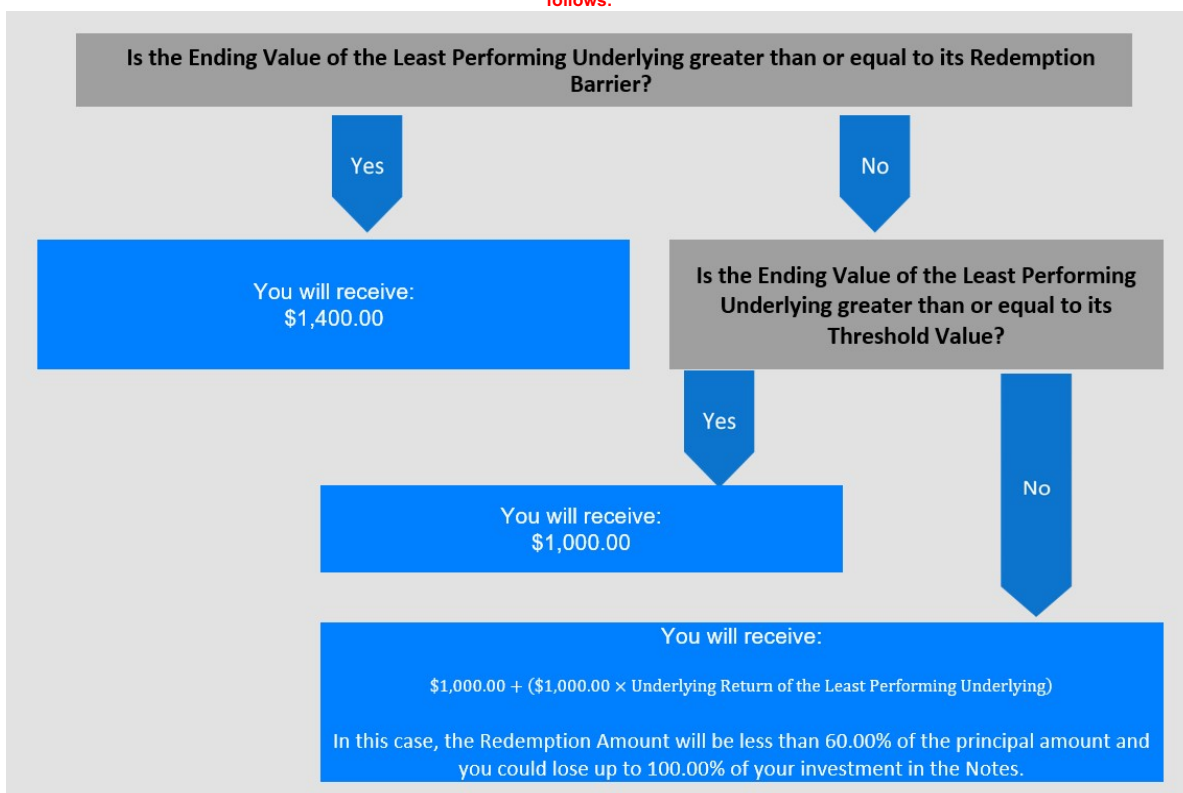 follows:
Is the Ending Value of the Least Performing Underlying greater than or equal to its Redemption
Barrier?
Yes
No
You will receive:
$1,400.00
Is the Ending Value of the Least Performing
Underlying greater than or equal to its
Threshold Value?
Yes
No
You will receive:
$1,000.00
You will receive:
$1,000.00 + ($1,000.00 × Underlying Return of the Least Performing Underlying)
In this case, the Redemption Amount will be less than 60.00% of the principal amount and
you could lose up to 100.00% of your investment in the Notes.